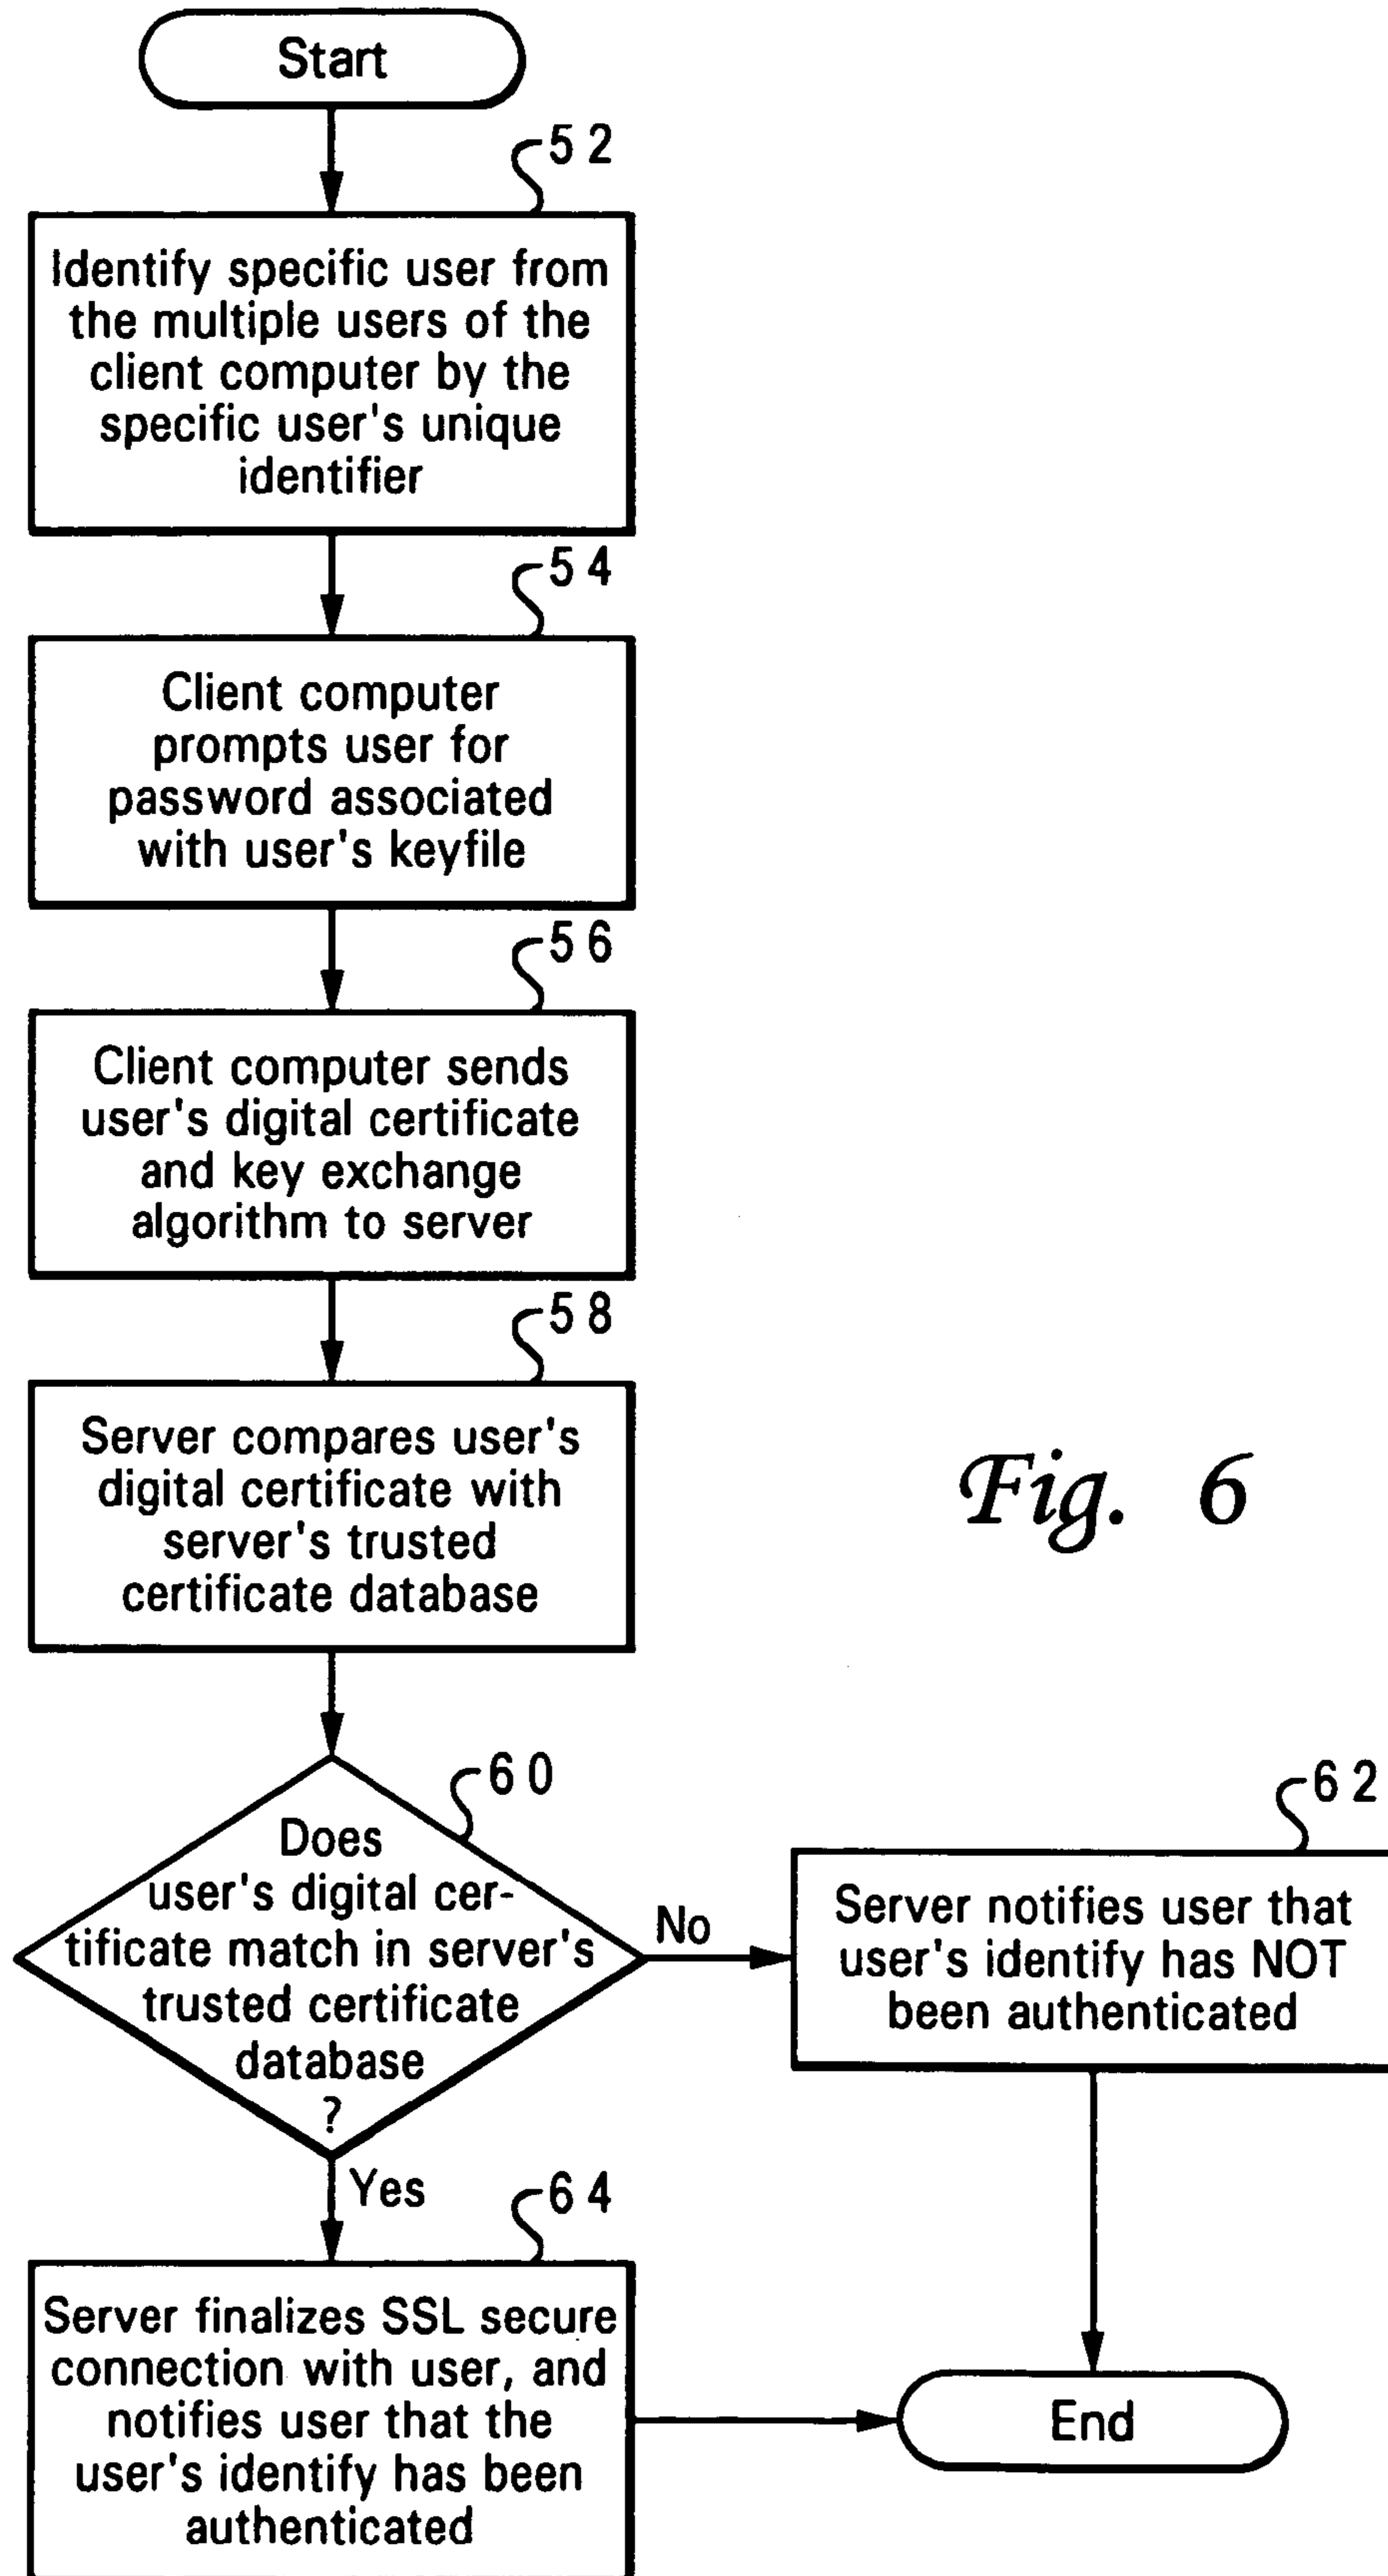 Start
52
Identify specific user from
the multiple users of the
client computer by the
specific user's unique
identifier
54
Client computer
prompts user for
password associated
with user's keyfile
56
Client computer sends
user's digital certificate
and key exchange
algorithm to server
58
Server compares user's
digital certificate with
server's trusted
certificate database
Fig. 6
60
Does
user's digital cer-
tificate match in server's
trusted certificate
database
?
No
62
Server notifies user that
user's identify has NOT
been authenticated
Yes
64
Server finalizes SSL secure
connection with user, and
notifies user that the
user's identify has been
authenticated
End